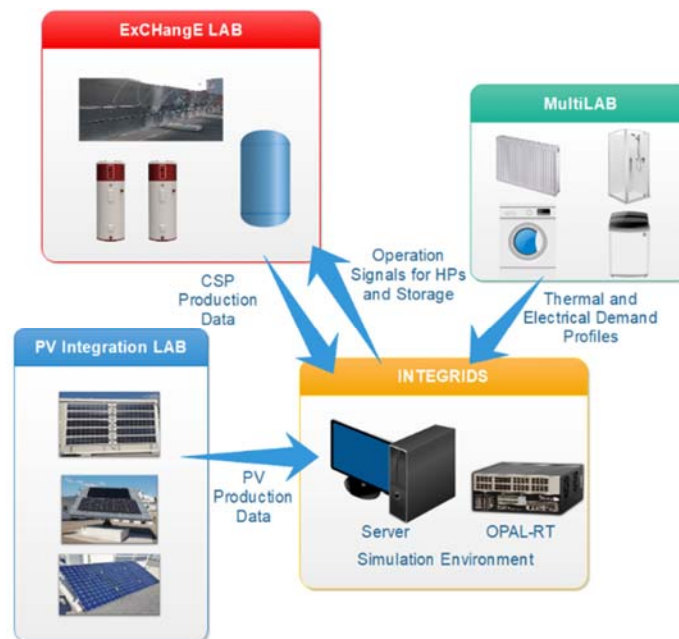 ExCHangE LAB
MultiLAB
CSP
Production
Data
Operation
Signals for HPs
and Storage
Thermal and
Electrical Demand
Profiles
PV Integration LAB
INTEGRIDS
PV
Production
Data
Server
OPAL-RT
Simulation Environment